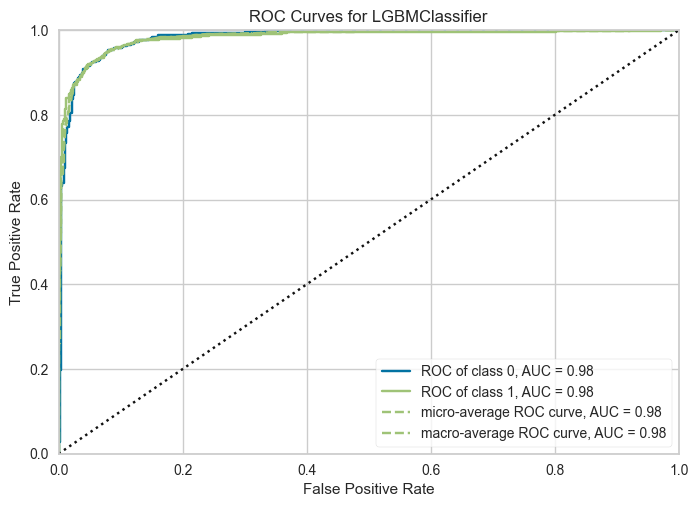 ROC Curves for LGBMClassifier
True Positive Rate
1.0
0.8
0.6
0.4
0.2
0.0
ROC of class 0, AUC = 0.98
ROC of class 1, AUC = 0.98
micro-average ROC curve, AUC = 0.98
macro-average ROC curve, AUC = 0.98
0.0 0.2 0.4 0.6 0.8 1.0
False Positive Rate